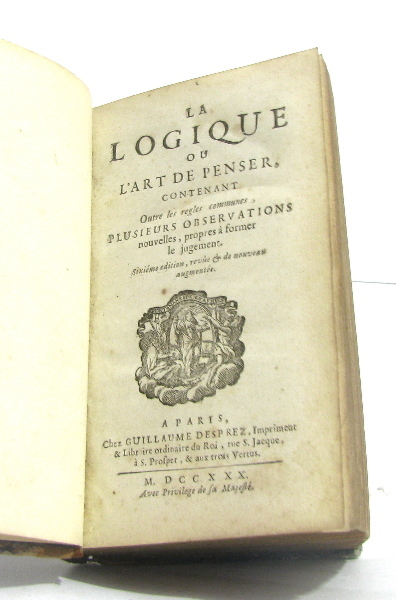 LA
LOGIQUE
OU
L'ART DE PENSER,
CONTENANT
Outre les regles communes,
PLUSIEURS OBSERVATIONS
nouvelles, propres à former
le jugement.
Sixiéme edition, revûe & de nouveau
augmentée.
A PARIS,
Chez GUILLAUME DESPREZ, Imprimeur
& Libraire ordinaire du Roi, rue S. Jacque,
à S. Prosper, & aux trois Vertus.
M. DCCXXX.
Avec Privilege de sa Majesté.